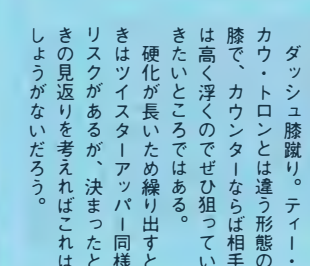 ダッシュ膝蹴り。ティー・
カウ・トロンとは違う形態の
膝で、カウンターならば相手
は高く浮くのでぜひ狙ってい
きたいところではある。
硬化が長いため繰り出すと
きはツイスターアッパー同様
リスクがあるが、決まったと
きの見返りを考えればこれは
しょうがないだろう。